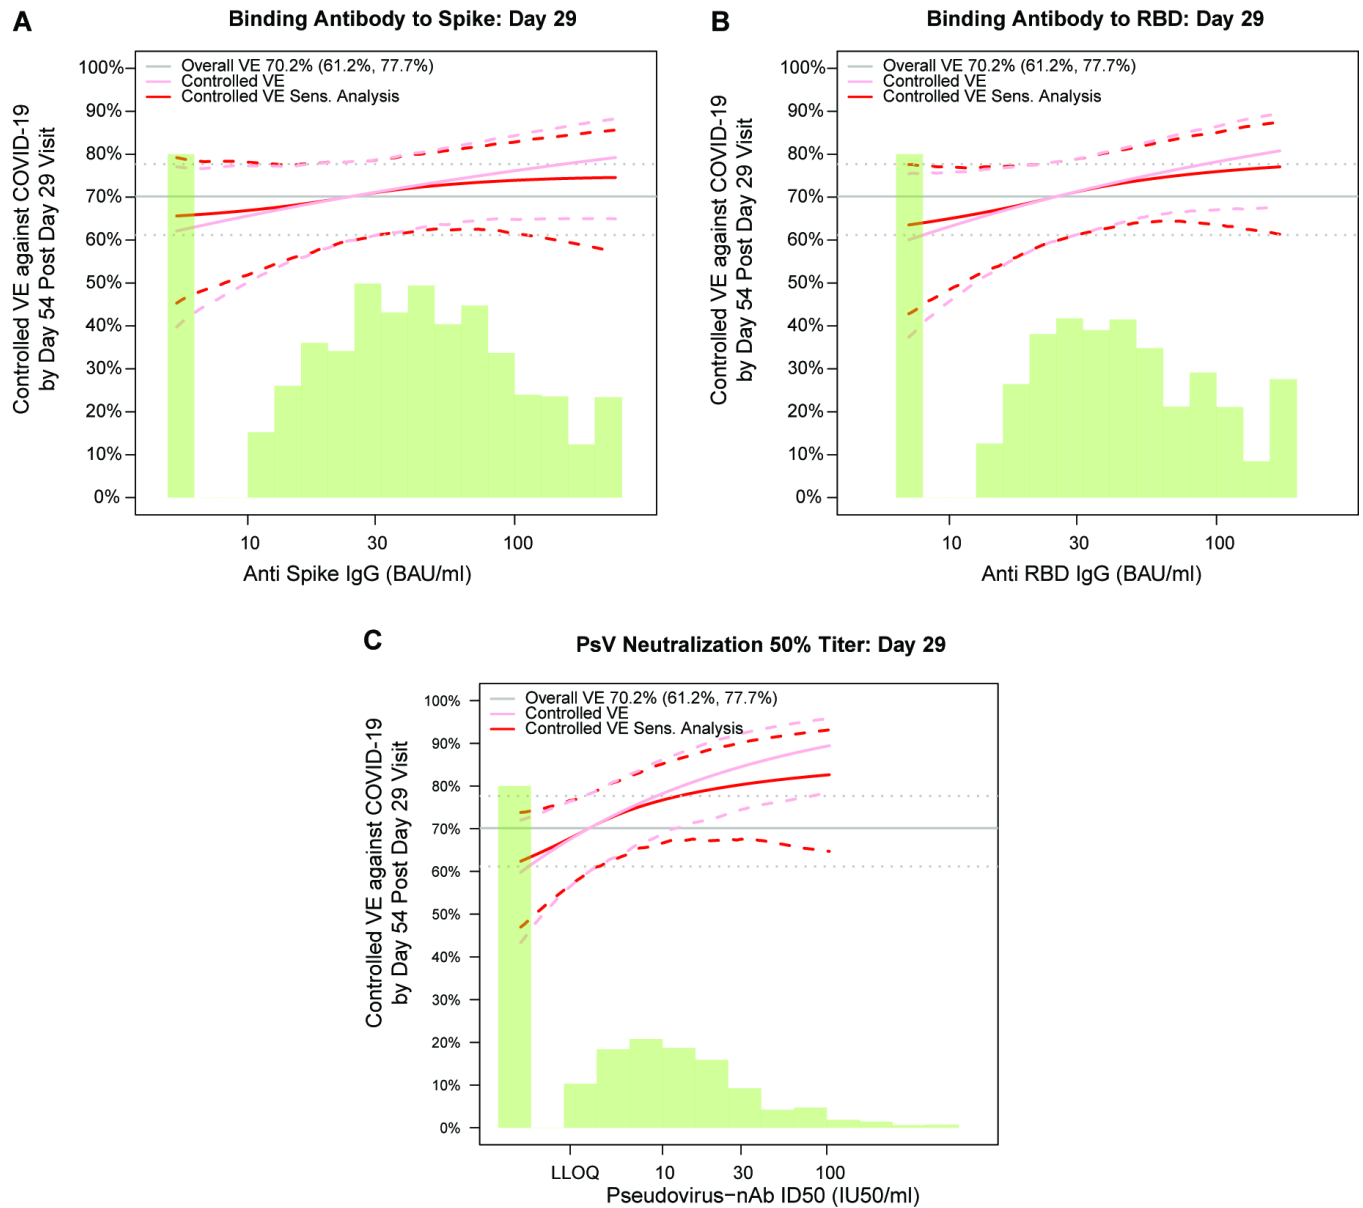 A
Binding Antibody to Spike: Day 29
Controlled VE against COVID-19
by Day 54 Post Day 29 Visit
100%
90%
80%
70%
60%
50%
40%
30%
20%
10%
0%
Overall VE 70.2% (61.2%, 77.7%)
Controlled VE
Controlled VE Sens. Analysis
10
30
100
Anti Spike IgG (BAU/ml)
B
Binding Antibody to RBD: Day 29
Controlled VE against COVID-19
by Day 54 Post Day 29 Visit
100%
90%
80%
70%
60%
50%
40%
30%
20%
10%
0%
Overall VE 70.2% (61.2%, 77.7%)
Controlled VE
Controlled VE Sens. Analysis
10
30
100
Anti RBD IgG (BAU/ml)
C
PsV Neutralization 50% Titer: Day 29
Controlled VE against COVID-19
by Day 54 Post Day 29 Visit
100%
90%
80%
70%
60%
50%
40%
30%
20%
10%
0%
Overall VE 70.2% (61.2%, 77.7%)
Controlled VE
Controlled VE Sens. Analysis
LLOQ
10
30
100
Pseudovirus−nAb ID50 (IU50/ml)